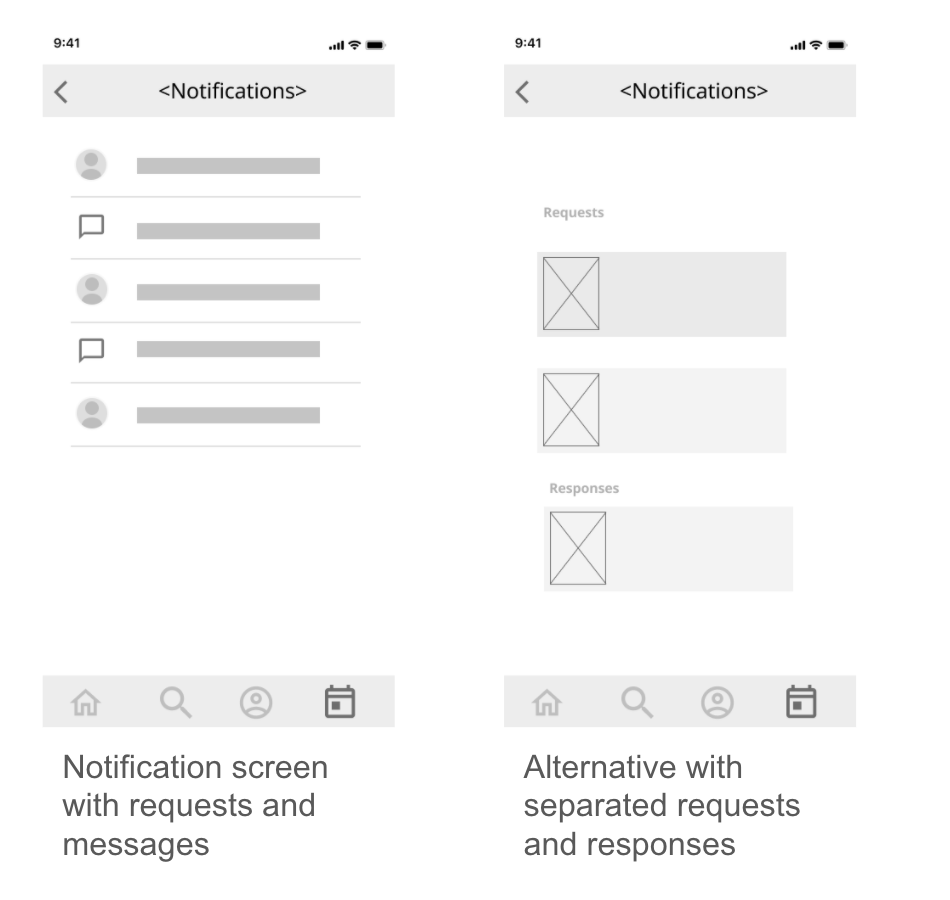 9:41
<Notifications>
Notification screen
with requests and
messages
9:41
<Notifications>
Requests
Responses
Alternative with
separated requests
and responses